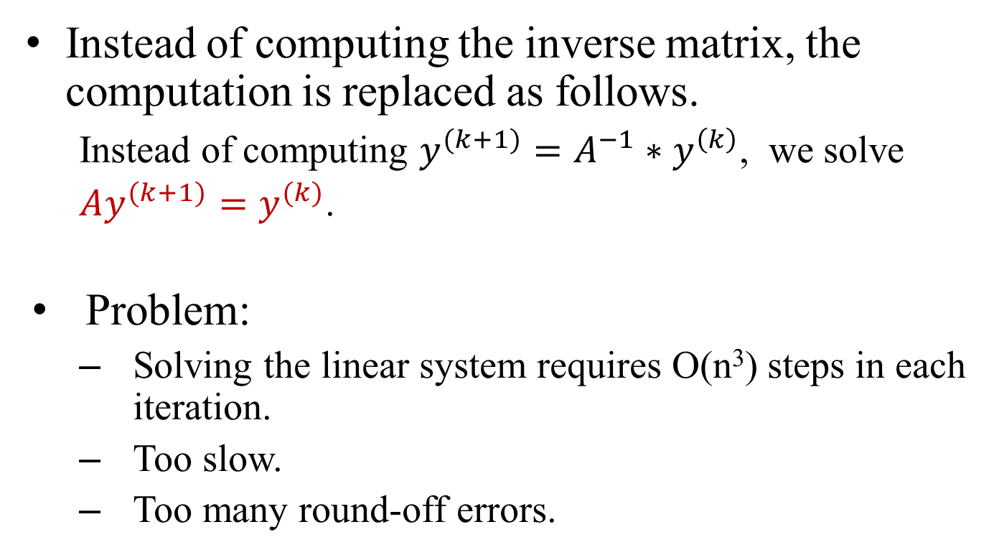 • Instead of computing the inverse matrix, the
computation is replaced as follows.
Instead of computing y^(k+1) = A^−1 * y^(k), we solve
Ay^(k+1) = y^(k).
• Problem:
– Solving the linear system requires O(n³) steps in each
iteration.
– Too slow.
– Too many round-off errors.